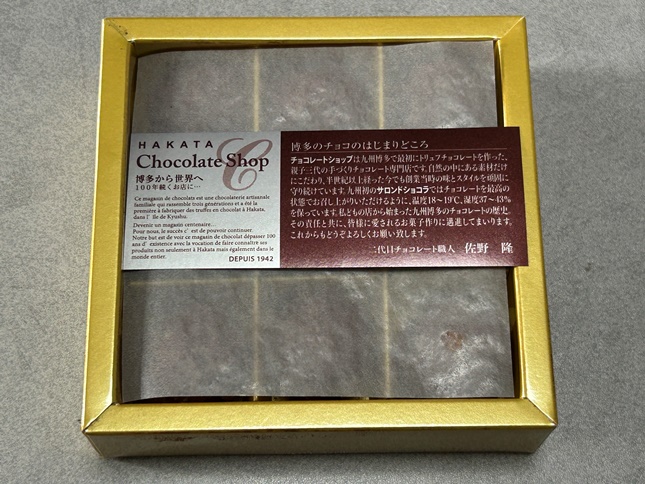 HAKATA
Chocolate Shop
博多から世界へ
100年続くお店に…
Ce magasin de chocolats est une chocolaterie artisanale
familiale qui rassemble trois générations et a été la
première à fabriquer des truffes en chocolat à Hakata,
dans l' île de Kyushu.
Devenir un magasin centenaire...
Pour nous, le succès c' est de pouvoir continuer.
Notre but est de voir ce magasin de chocolat dépasser 100
ans d' existence avec la vocation de faire connaître ses
produits non seulement à Hakata mais également dans le
monde entier.
DEPUIS 1942
博多のチョコのはじまりどころ
チョコレートショップは九州博多で最初にトリュフチョコレートを作った、
親子三代の手づくりチョコレート専門店です。自然の中にある素材だけ
にこだわり、半世紀以上経った今でも創業当時の味とスタイルを頑固に
守り続けています。九州初のサロンドショコラではチョコレートを最高の
状態でお召し上がりいただけるように、温度18〜19℃、湿度37〜43%
を保っています。私どもの店から始まった九州博多のチョコレートの歴史。
その責任と共に、皆様に愛されるお菓子作りに邁進してまいります。
これからもどうぞよろしくお願い致します。
二代目チョコレート職人 佐野 隆